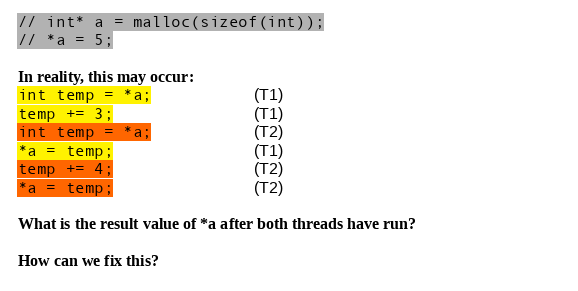 // int* a = malloc(sizeof(int));
// *a = 5;
In reality, this may occur:
int temp = *a; (T1)
temp += 3; (T1)
int temp = *a; (T2)
*a = temp; (T1)
temp += 4; (T2)
*a = temp; (T2)
What is the result value of *a after both threads have run?
How can we fix this?